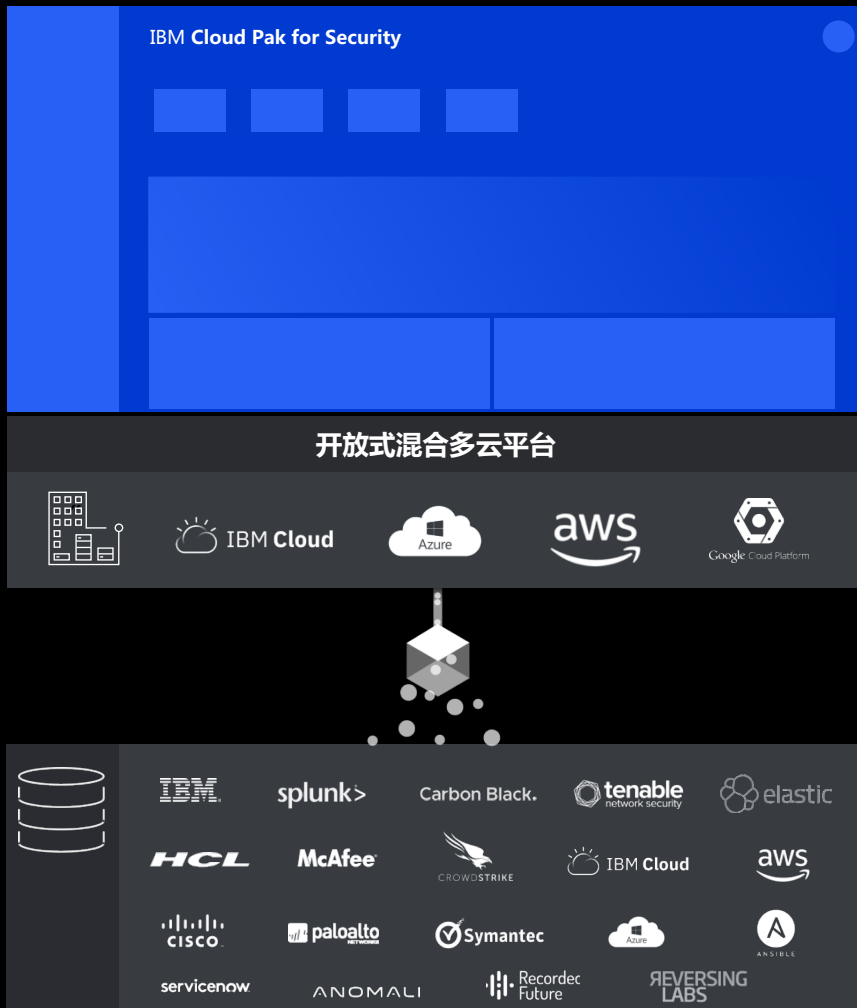 IBM Cloud Pak for Security
开放式混合多云平台
IBM Cloud
Azure
aws
Google Cloud Platform
IBM
splunk>
Carbon Black.
tenable
network security
elastic
HCL
McAfee
CROWDSTRIKE
IBM Cloud
aws
CISCO
paloalto
NETWORKS
Symantec
Azure
ANSIBLE
servicenow
ANOMALI
Recorded
Future
REVERSING
LABS